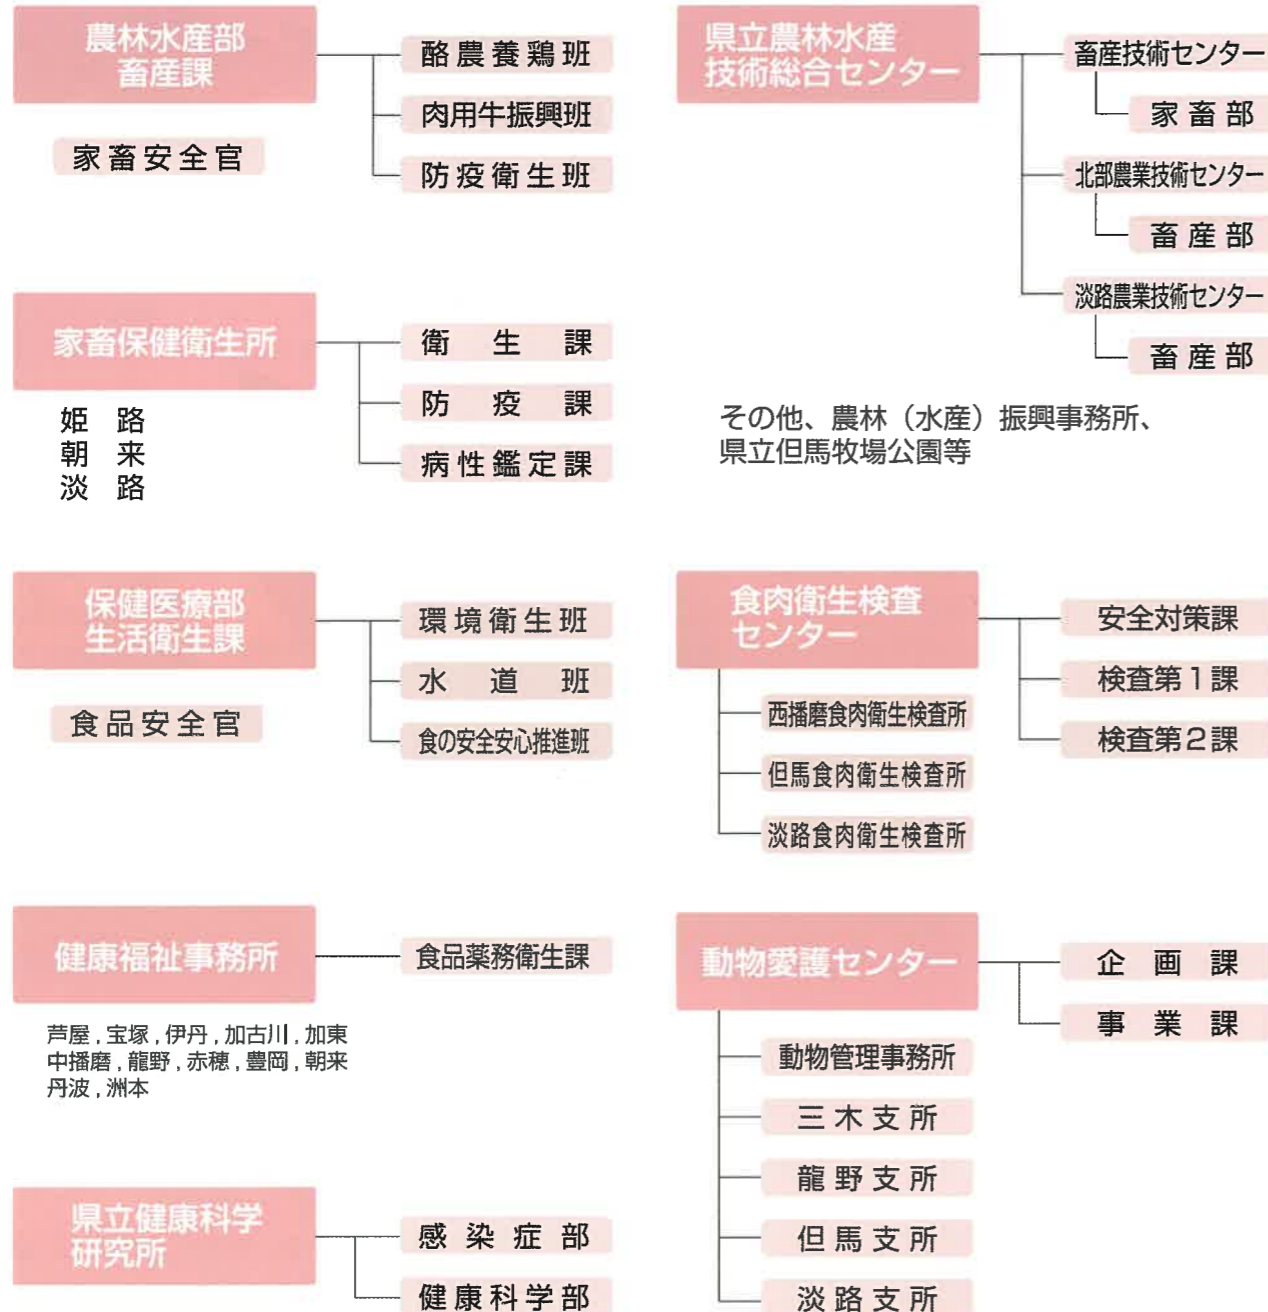 農林水産部
畜産課
酪農養鶏班
肉用牛振興班
防疫衛生班
家畜安全官
県立農林水産
技術総合センター
畜産技術センター
家畜部
北部農業技術センター
畜産部
淡路農業技術センター
畜産部
その他、農林（水産）振興事務所、
県立但馬牧場公園等
家畜保健衛生所
衛生課
防疫課
病性鑑定課
姫路
朝来
淡路
保健医療部
生活衛生課
環境衛生班
水道班
食の安全安心推進班
食品安全官
食肉衛生検査
センター
安全対策課
検査第1課
検査第2課
西播磨食肉衛生検査所
但馬食肉衛生検査所
淡路食肉衛生検査所
健康福祉事務所
食品薬務衛生課
芦屋,宝塚,伊丹,加古川,加東
中播磨,龍野,赤穂,豊岡,朝来
丹波,洲本
動物愛護センター
企画課
事業課
動物管理事務所
三木支所
龍野支所
但馬支所
淡路支所
県立健康科学
研究所
感染症部
健康科学部